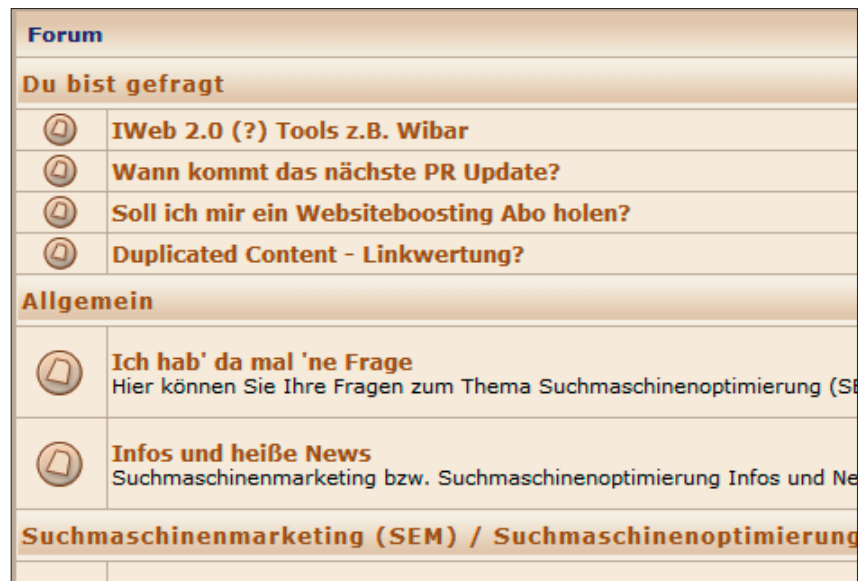 Forum
Du bist gefragt
IWeb 2.0 (?) Tools z.B. Wibar
Wann kommt das nächste PR Update?
Soll ich mir ein Websiteboosting Abo holen?
Duplicated Content - Linkwertung?
Allgemein
Ich hab' da mal 'ne Frage
Hier können Sie Ihre Fragen zum Thema Suchmaschinenoptimierung
Infos und heiße News
Suchmaschinenmarketing bzw. Suchmaschinenoptimierung Infos und
Suchmaschinenmarketing (SEM) / Suchmaschinenoptimierung